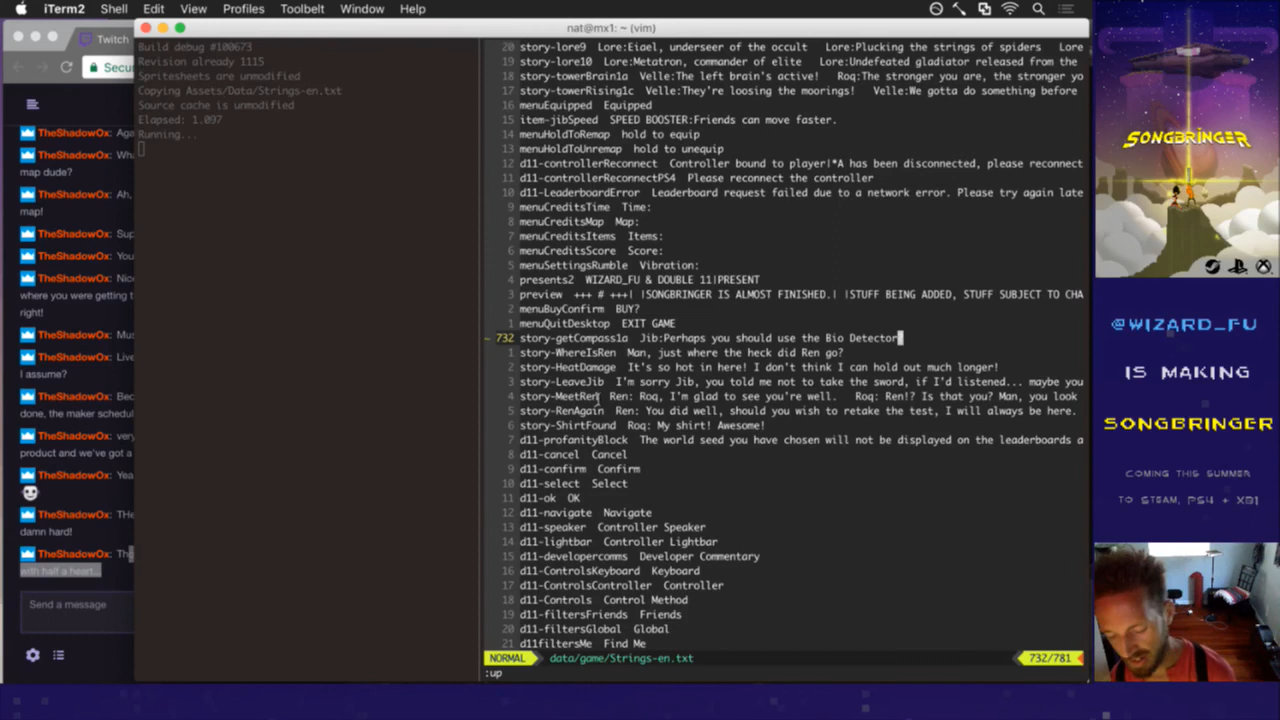 iTerm2 Shell Edit View Profiles Toolbelt Window Help
nat@mx1: ~ (vim)
Twitch
Secu
TheShadowOx: Aga
TheShadowOx: Wha
map dude?
TheShadowOx: Ah,
map!
TheShadowOx: Sup
TheShadowOx: You
TheShadowOx: Nice
where you were getting t
right!
TheShadowOx: Mus
TheShadowOx: Live
I assume?
TheShadowOx: Bec
done, the maker schedul
TheShadowOx: very
product and we've got a
TheShadowOx: Yea
TheShadowOx: THe
damn hard!
TheShadowOx: Tho
with half a heart...
Send a message
Build debug #100673
Revision already 1115
Spritesheets are unmodified
Copying Assets/Data/Strings-en.txt
Source cache is unmodified
Elapsed: 1.097
Running...
20 story-lore9 Lore:Eiael, underseer of the occult Lore:Plucking the strings of spiders Lore
19 story-lore10 Lore:Metatron, commander of elite Lore:Undefeated gladiator released from the
18 story-towerBrain1a Velle:The left brain's active! Roq:The stronger you are, the stronger yo
17 story-towerRising1c Velle:They're loosing the moorings! Velle:We gotta do something before
16 menuEquipped Equipped
15 item-jibSpeed SPEED BOOSTER:Friends can move faster.
14 menuHoldToRemap hold to equip
13 menuHoldToUnremap hold to unequip
12 d11-controllerReconnect Controller bound to player|*A has been disconnected, please reconnect
11 d11-controllerReconnectPS4 Please reconnect the controller
10 d11-LeaderboardError Leaderboard request failed due to a network error. Please try again late
9 menuCreditsTime Time:
8 menuCreditsMap Map:
7 menuCreditsItems Items:
6 menuCreditsScore Score:
5 menuSettingsRumble Vibration:
4 presents2 WIZARD_FU & DOUBLE 11|PRESENT
3 preview +++ # +++| |SONGBRINGER IS ALMOST FINISHED.| |STUFF BEING ADDED, STUFF SUBJECT TO CHA
2 menuBuyConfirm BUY?
1 menuQuitDesktop EXIT GAME
~ 732 story-getCompass1a Jib:Perhaps you should use the Bio Detector
1 story-WhereIsRen Man, just where the heck did Ren go?
2 story-HeatDamage It's so hot in here! I don't think I can hold out much longer!
3 story-LeaveJib I'm sorry Jib, you told me not to take the sword, if I'd listened... maybe you
4 story-MeetRen Ren: Roq, I'm glad to see you're well. Roq: Ren!? Is that you? Man, you look
5 story-RenAgain Ren: You did well, should you wish to retake the test, I will always be here.
6 story-ShirtFound Roq: My shirt! Awesome!
7 d11-profanityBlock The world seed you have chosen will not be displayed on the leaderboards a
8 d11-cancel Cancel
9 d11-confirm Confirm
10 d11-select Select
11 d11-ok OK
12 d11-navigate Navigate
13 d11-speaker Controller Speaker
14 d11-lightbar Controller Lightbar
15 d11-developercomms Developer Commentary
16 d11-ControlsKeyboard Keyboard
17 d11-ControlsController Controller
18 d11-Controls Control Method
19 d11-filtersFriends Friends
20 d11-filtersGlobal Global
21 d11filtersMe Find Me
NORMAL data/game/Strings-en.txt 732/781
:up
SONGBRINGER
@WIZARD_FU
IS MAKING
SONGBRINGER
COMING THIS SUMMER
TO STEAM, PS4 + XB1